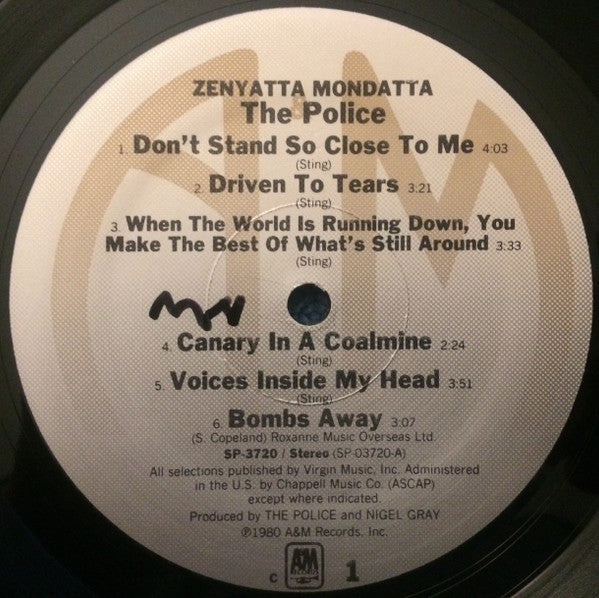 ZENYATTA MONDATTA
The Police
1. Don't Stand So Close To Me 4:03
(Sting)
2. Driven To Tears 3:21
(Sting)
3. When The World Is Running Down, You
Make The Best Of What's Still Around 3:33
(Sting)
4. Canary In A Coalmine 2:24
(Sting)
5. Voices Inside My Head 3:51
(Sting)
6. Bombs Away 3:07
(S. Copeland) Roxanne Music Overseas Ltd.
SP-3720 / Stereo (SP-03720-A)
All selections published by Virgin Music, Inc. Administered
in the U.S. by Chappell Music Co. (ASCAP)
except where indicated.
Produced by THE POLICE and NIGEL GRAY
℗1980 A&M Records, Inc.
C A&M RECORDS 1